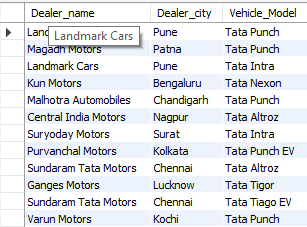 Dealer_name Dealer_city Vehicle_Model
Land Pune Tata Punch
Landmark Cars
Magadh Motors Patna Tata Punch
Landmark Cars Pune Tata Intra
Kun Motors Bengaluru Tata Nexon
Malhotra Automobiles Chandigarh Tata Punch
Central India Motors Nagpur Tata Altroz
Suryoday Motors Surat Tata Intra
Purvanchal Motors Kolkata Tata Punch EV
Sundaram Tata Motors Chennai Tata Altroz
Ganges Motors Lucknow Tata Tigor
Sundaram Tata Motors Chennai Tata Tiago EV
Varun Motors Kochi Tata Punch